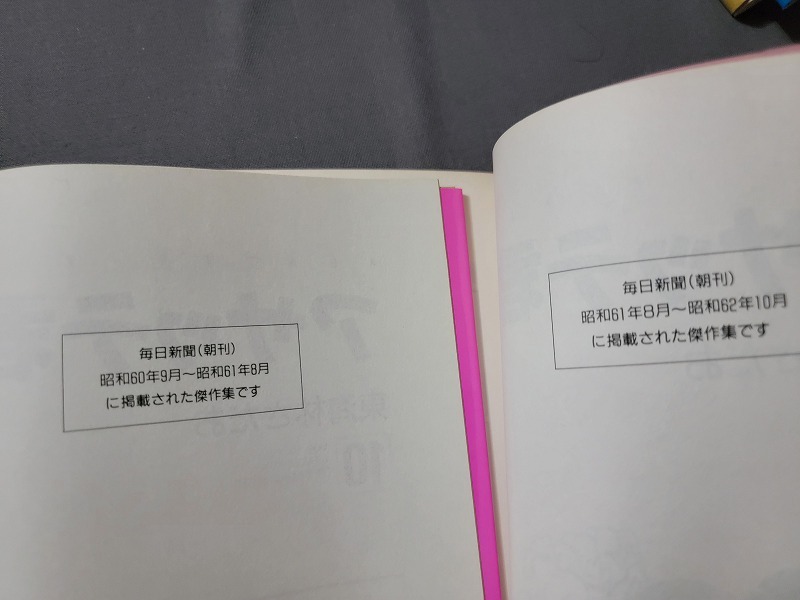 毎日新聞(朝刊)
昭和60年9月～昭和61年8月
に掲載された傑作集です
10
毎日新聞(朝刊)
昭和61年8月～昭和62年10月
に掲載された傑作集です